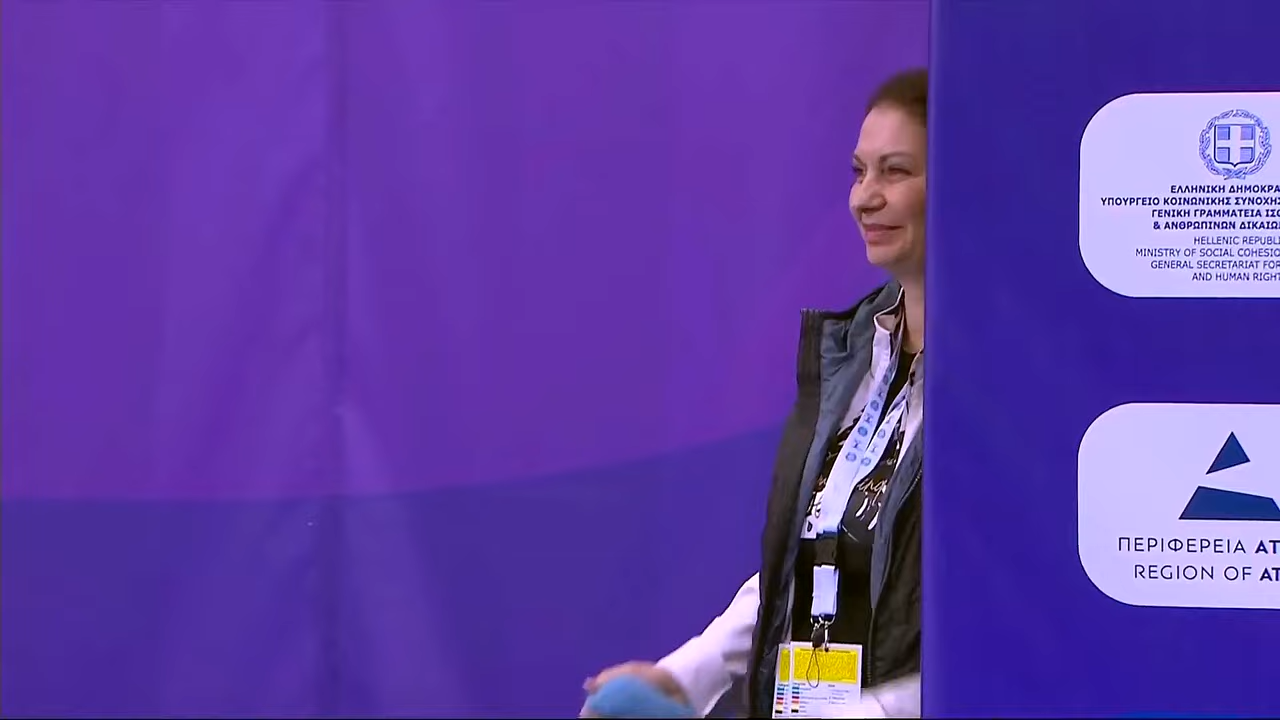 ΕΛΛΗΝΙΚΗ ΔΗΜΟΚΡΑ
ΥΠΟΥΡΓΕΙΟ ΚΟΙΝΩΝΙΚΗΣ ΣΥΝΟΧΗΣ
ΓΕΝΙΚΗ ΓΡΑΜΜΑΤΕΙΑ ΙΣΟ
& ΑΝΘΡΩΠΙΝΩΝ ΔΙΚΑΙΩ
HELLENIC REPUBLI
MINISTRY OF SOCIAL COHESIO
GENERAL SECRETARIAT FOR
AND HUMAN RIGHT
ΠΕΡΙΦΕΡΕΙΑ ΑΤ
REGION OF AT